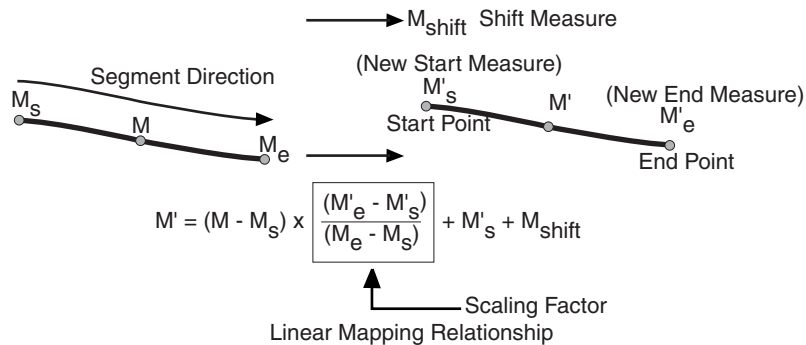 M_shift Shift Measure
Segment Direction
(New Start Measure)
M_s
M
M_e
M'_s
Start Point
M'
(New End Measure)
M'_e
End Point
M' = (M - M_s) x (M'_e - M'_s) / (M_e - M_s) + M'_s + M_shift
Scaling Factor
Linear Mapping Relationship